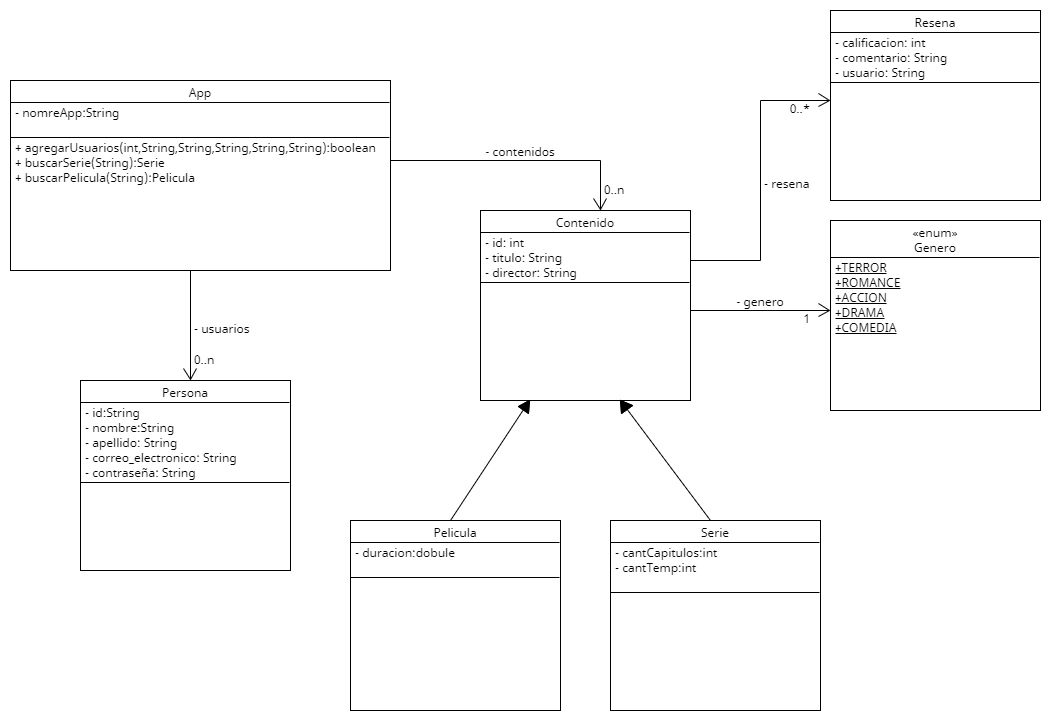 App
- nomreApp:String
+ agregarUsuarios(int,String,String,String,String,String):boolean
+ buscarSerie(String):Serie
+ buscarPelicula(String):Pelicula
- contenidos
0..n
- usuarios
0..n
Persona
- id:String
- nombre:String
- apellido: String
- correo_electronico: String
- contraseña: String
Contenido
- id: int
- titulo: String
- director: String
- resena
0..*
Resena
- calificacion: int
- comentario: String
- usuario: String
- genero
1
«enum»
Genero
+TERROR
+ROMANCE
+ACCION
+DRAMA
+COMEDIA
Pelicula
- duracion:dobule
Serie
- cantCapitulos:int
- cantTemp:int